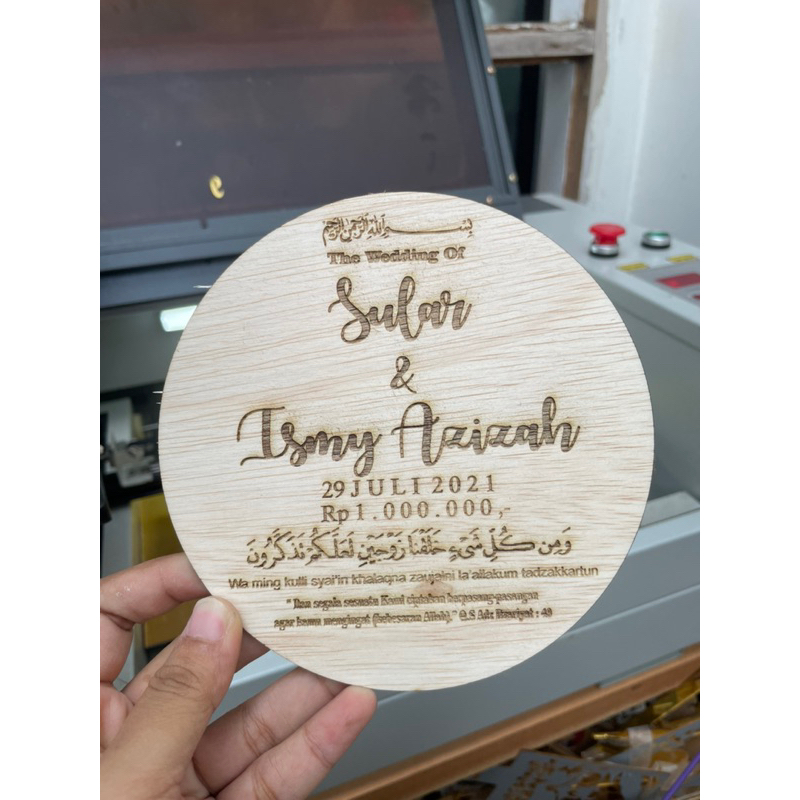 بسم الله الرحمن الرحيم
The Wedding Of
Sular
&
Ismy Azizah
29 JULI 2021
Rp 1.000.000,-
وَمِن كُلِّ شَيْءٍ خَلَقْنَا زَوْجَيْنِ لَعَلَّكُمْ تَذَكَّرُونَ
Wa ming kulli syai'in khalaqna zaujaini la'allakum tadzakkartun
"Dan segala sesuatu Kami ciptakan berpasang-pasangan
agar kamu mengingat (kebesaran Allah)." Q.S Adz Dzariyat : 49